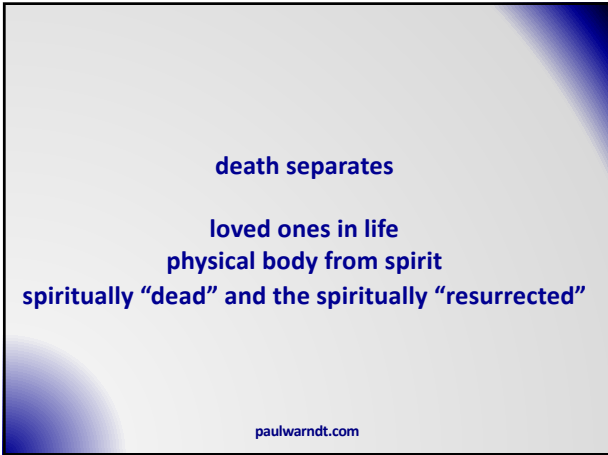 death separates
loved ones in life
physical body from spirit
spiritually “dead” and the spiritually “resurrected”
paulwarndt.com